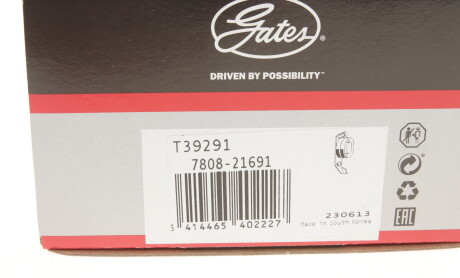 Gates
DRIVEN BY POSSIBILITY™
T39291
7808-21691
230613
Made in South Korea
5 414465 402227
EAC